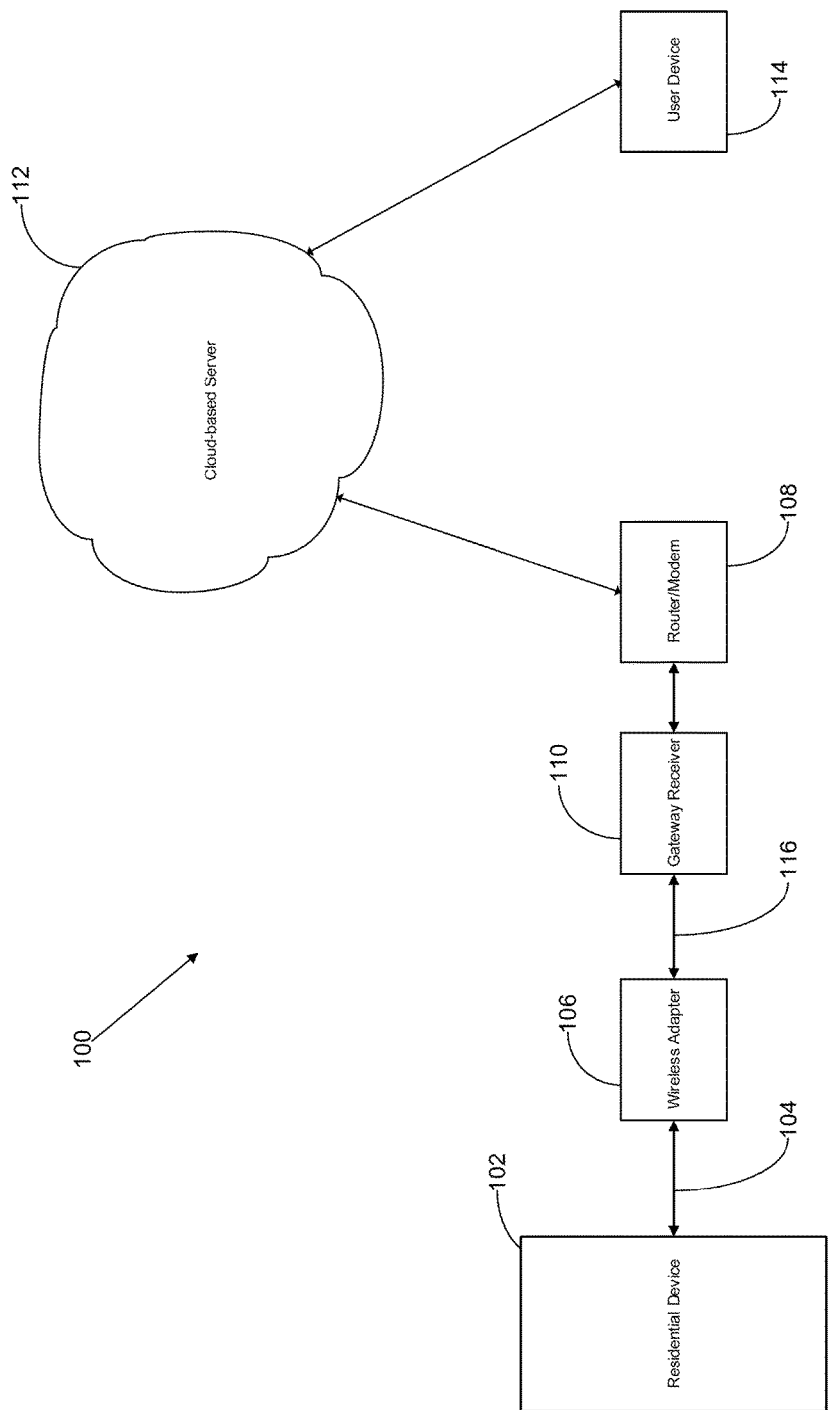 112
Cloud-based Server
100
102
Residential Device
104
106
Wireless Adapter
116
110
Gateway Receiver
Router/Modem
108
User Device
114